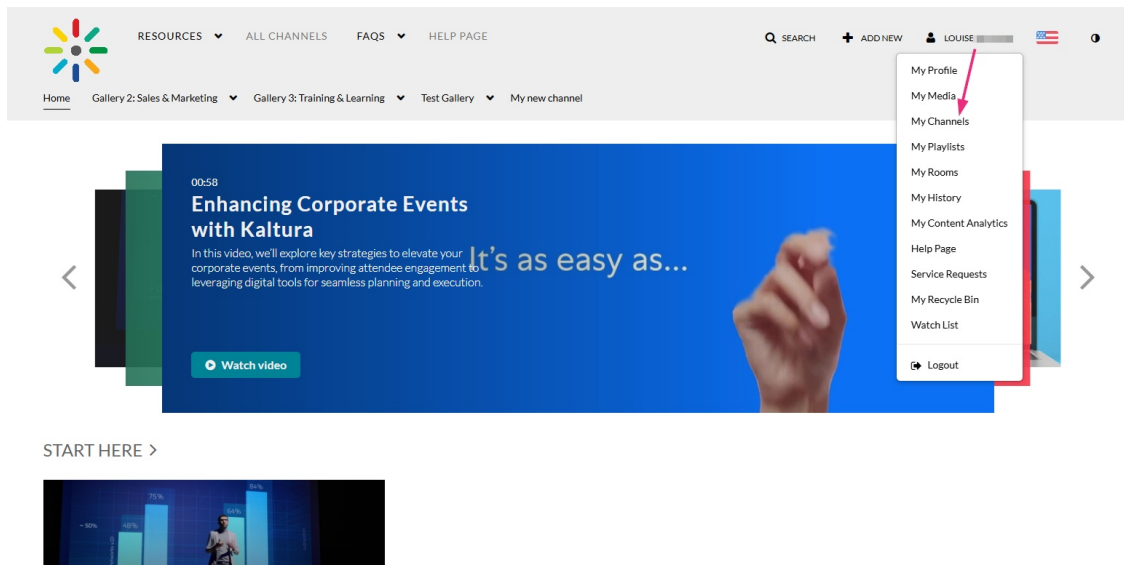 RESOURCES ALL CHANNELS FAQS HELP PAGE SEARCH ADD NEW LOUISE
Home Gallery 2: Sales & Marketing Gallery 3: Training & Learning Test Gallery My new channel
My Profile
My Media
My Channels
My Playlists
My Rooms
My History
My Content Analytics
Help Page
Service Requests
My Recycle Bin
Watch List
Logout
00:58
Enhancing Corporate Events
with Kaltura
In this video, we'll explore key strategies to elevate your
corporate events, from improving attendee engagement to
leveraging digital tools for seamless planning and execution.
It's as easy as...
Watch video
START HERE >
75%
84%
64%
48%